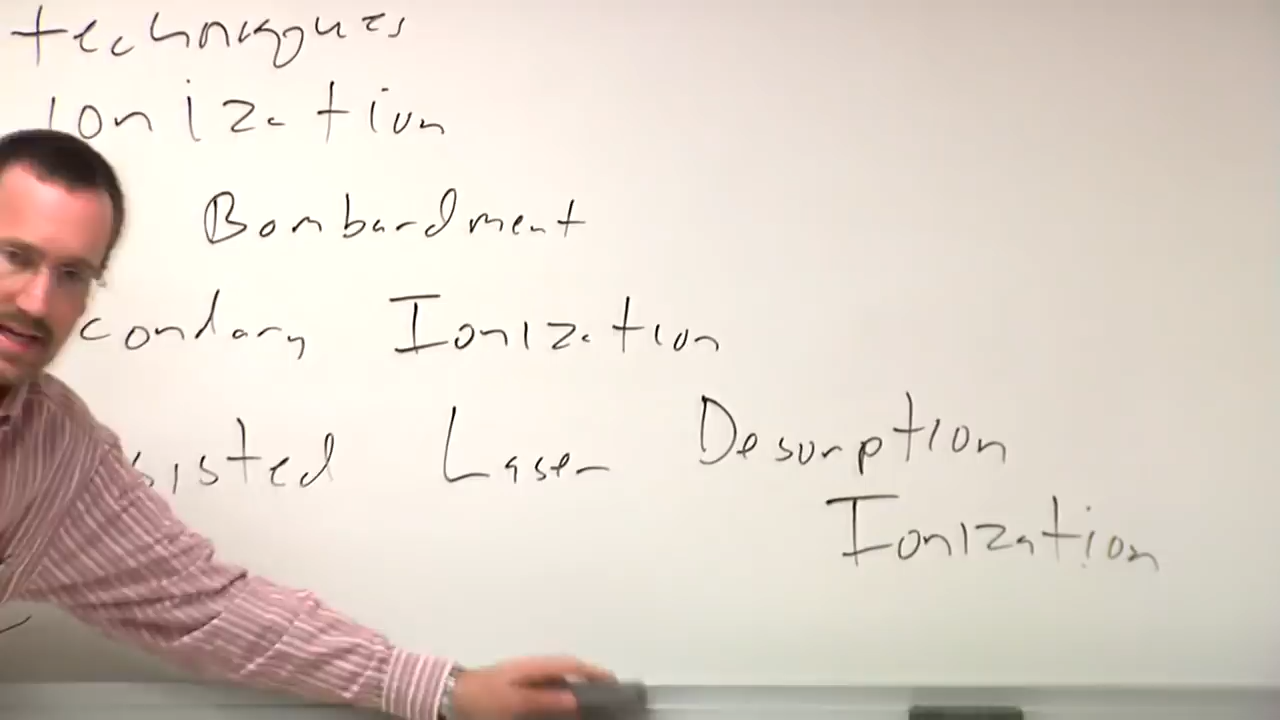 techniques
ionization
Bombardment
condary Ionization
sisted Laser Desorption
Ionization